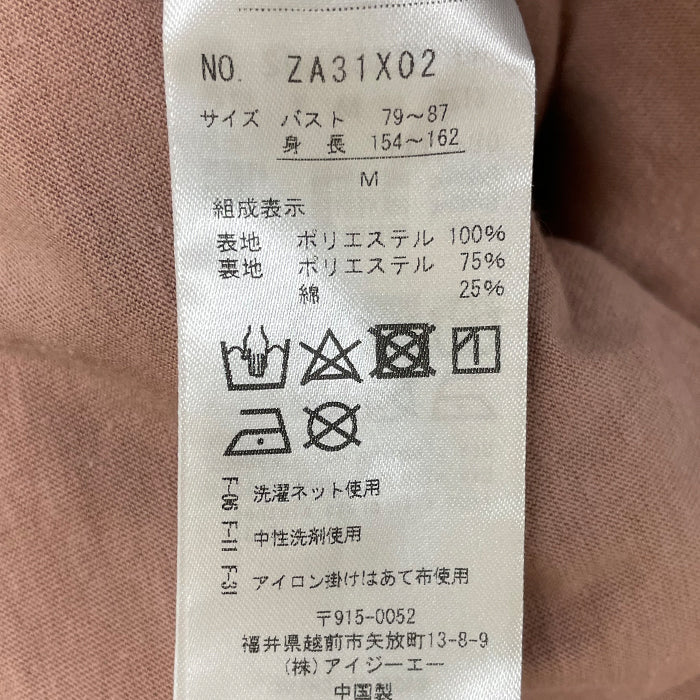 NO. ZA31X02
サイズ バスト 79～87
身長 154～162
M
組成表示
表地 ポリエステル 100%
裏地 ポリエステル 75%
綿 25%
F-06 洗濯ネット使用
F-11 中性洗剤使用
F-31 アイロン掛けはあて布使用
〒915-0052
福井県越前市矢放町13-8-9
(株)アイジーエー
中国製